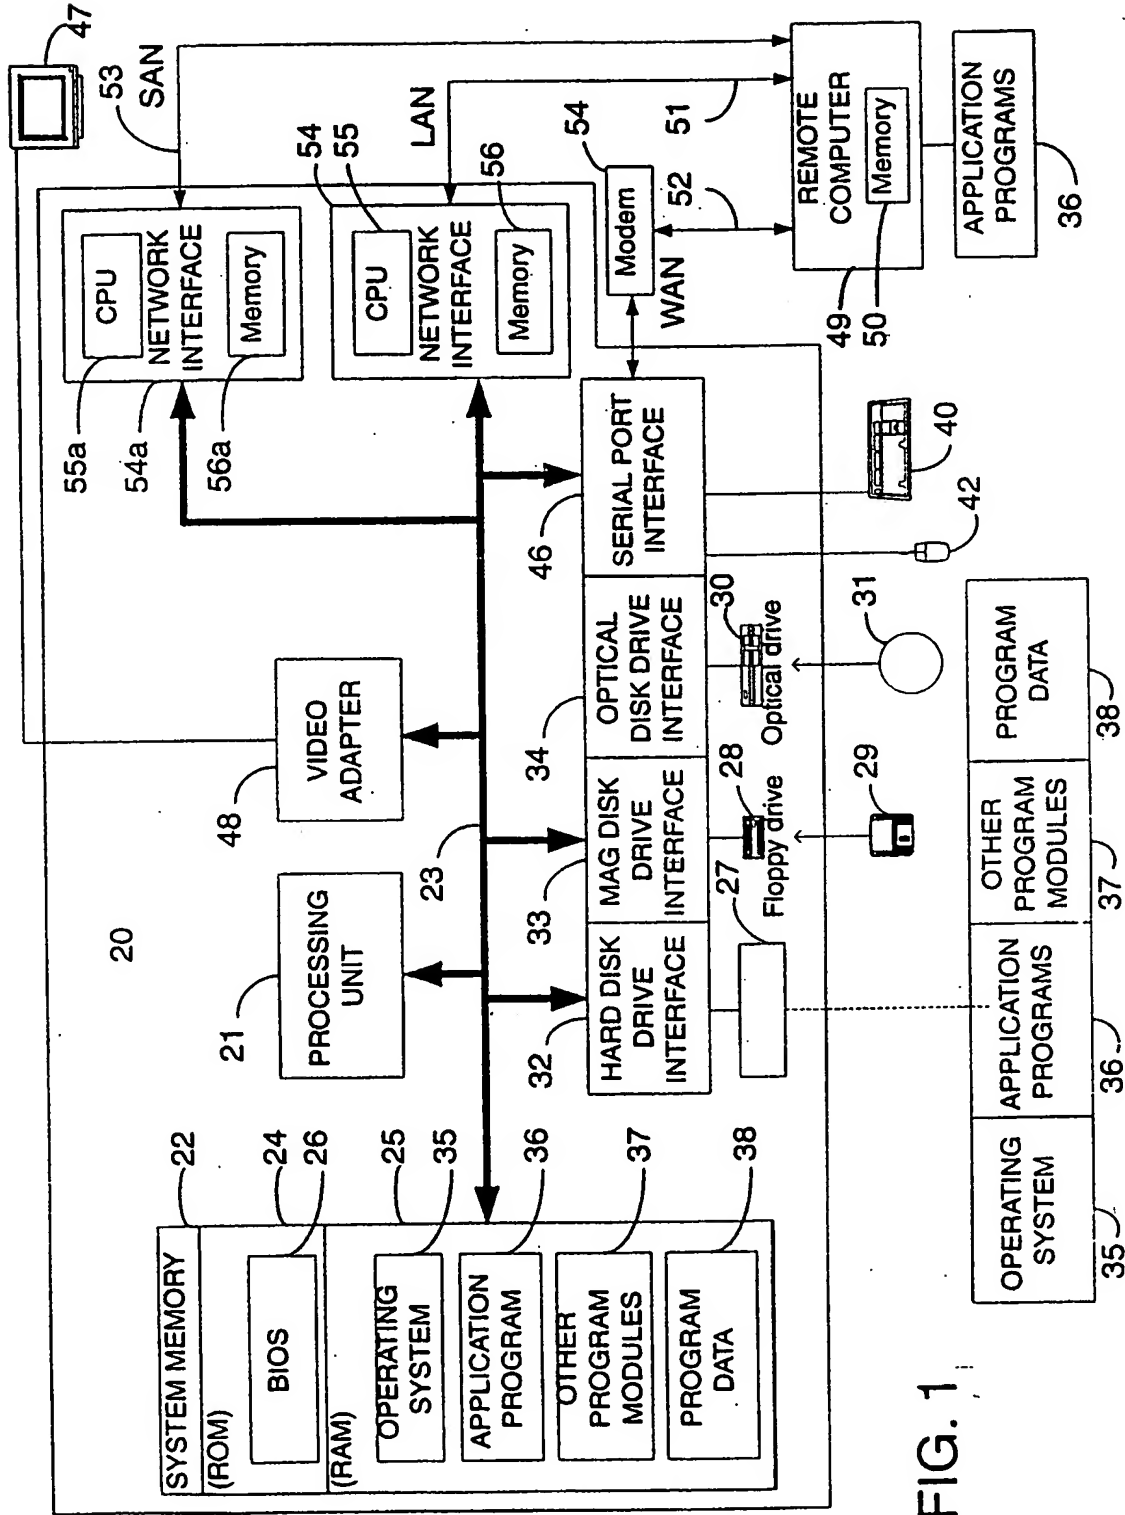 20
47
53
SAN
SYSTEM MEMORY
22
(ROM)
24
BIOS
26
(RAM)
25
OPERATING
SYSTEM
35
APPLICATION
PROGRAM
36
OTHER
PROGRAM
MODULES
37
PROGRAM
DATA
38
21
PROCESSING
UNIT
48
VIDEO
ADAPTER
23
55a
CPU
54a
NETWORK
INTERFACE
56a
Memory
54
CPU
55
NETWORK
INTERFACE
Memory
56
LAN
51
32
HARD DISK
DRIVE
INTERFACE
33
MAG DISK
DRIVE
INTERFACE
34
OPTICAL
DISK DRIVE
INTERFACE
46
SERIAL PORT
INTERFACE
Modem
54
WAN
52
27
28
Floppy drive
30
Optical drive
29
31
42
40
REMOTE
COMPUTER
49
Memory
50
APPLICATION
PROGRAMS
36
OPERATING
SYSTEM
35
APPLICATION
PROGRAMS
36
OTHER
PROGRAM
MODULES
37
PROGRAM
DATA
38
FIG. 1